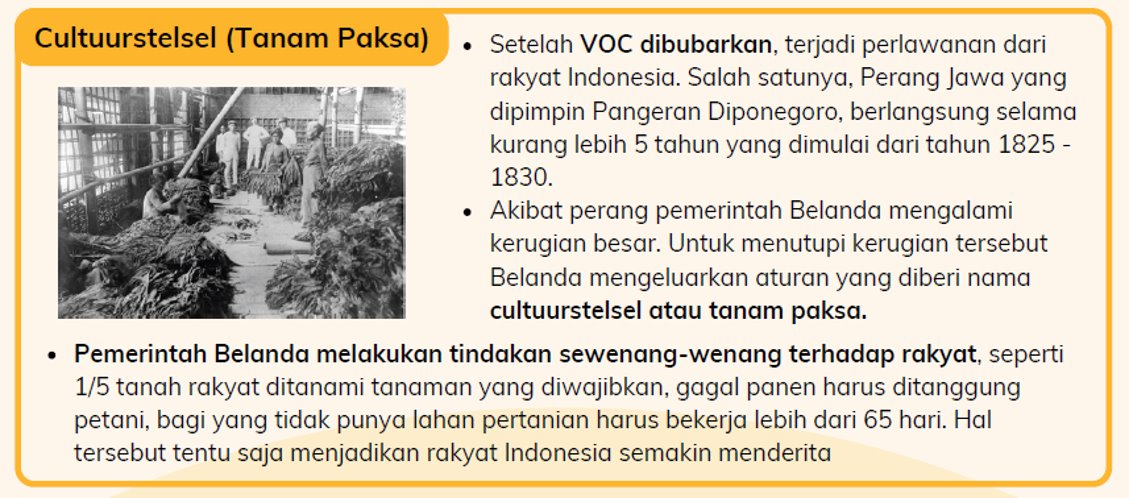 Cultuurstelsel (Tanam Paksa)
• Setelah VOC dibubarkan, terjadi perlawanan dari
rakyat Indonesia. Salah satunya, Perang Jawa yang
dipimpin Pangeran Diponegoro, berlangsung selama
kurang lebih 5 tahun yang dimulai dari tahun 1825 -
1830.
• Akibat perang pemerintah Belanda mengalami
kerugian besar. Untuk menutupi kerugian tersebut
Belanda mengeluarkan aturan yang diberi nama
cultuurstelsel atau tanam paksa.
• Pemerintah Belanda melakukan tindakan sewenang-wenang terhadap rakyat, seperti
1/5 tanah rakyat ditanami tanaman yang diwajibkan, gagal panen harus ditanggung
petani, bagi yang tidak punya lahan pertanian harus bekerja lebih dari 65 hari. Hal
tersebut tentu saja menjadikan rakyat Indonesia semakin menderita